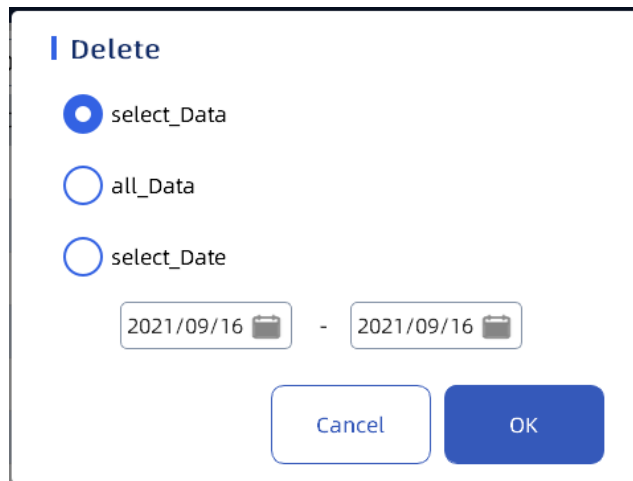 Delete
select_Data
all_Data
select_Date
2021/09/16 - 2021/09/16
Cancel OK